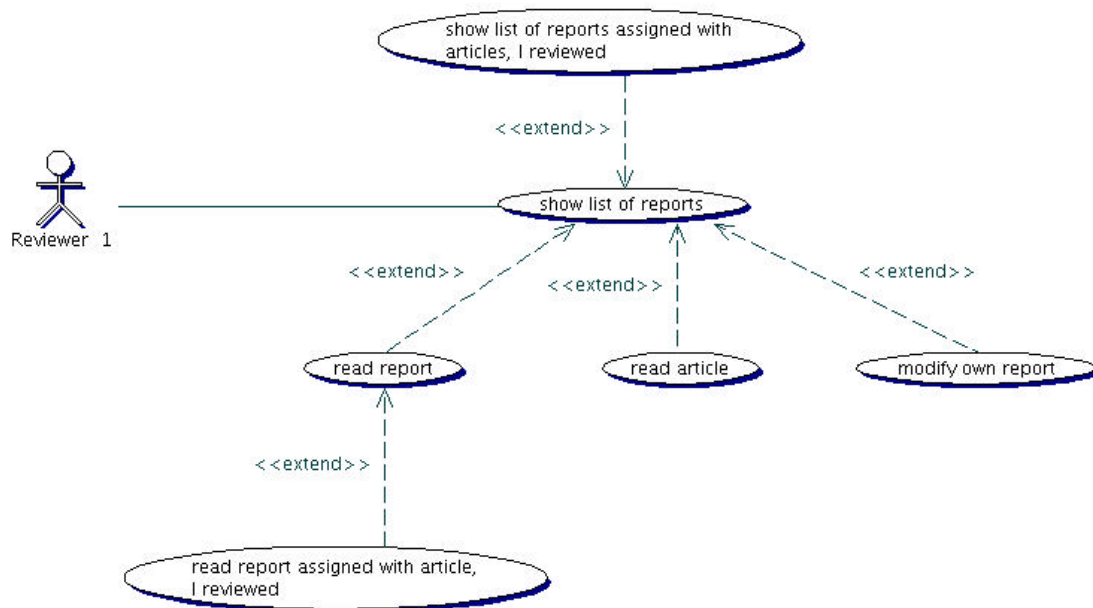 show list of reports assigned with
articles, I reviewed
<<extend>>
show list of reports
Reviewer 1
<<extend>>
<<extend>>
<<extend>>
read report
read article
modify own report
<<extend>>
read report assigned with article,
I reviewed